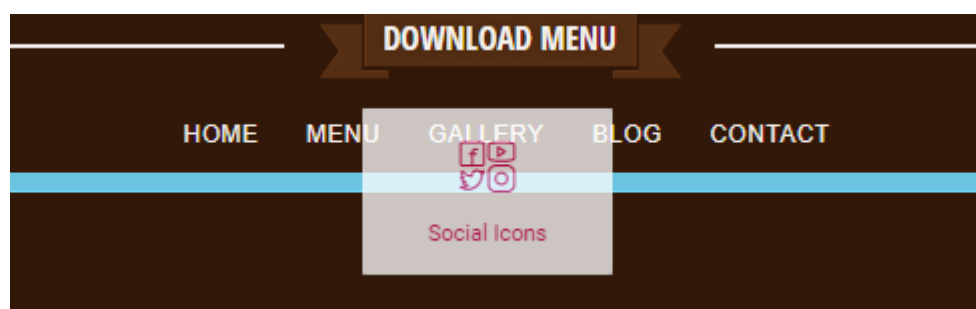 DOWNLOAD MENU
HOME MENU GALLERY BLOG CONTACT
Social Icons